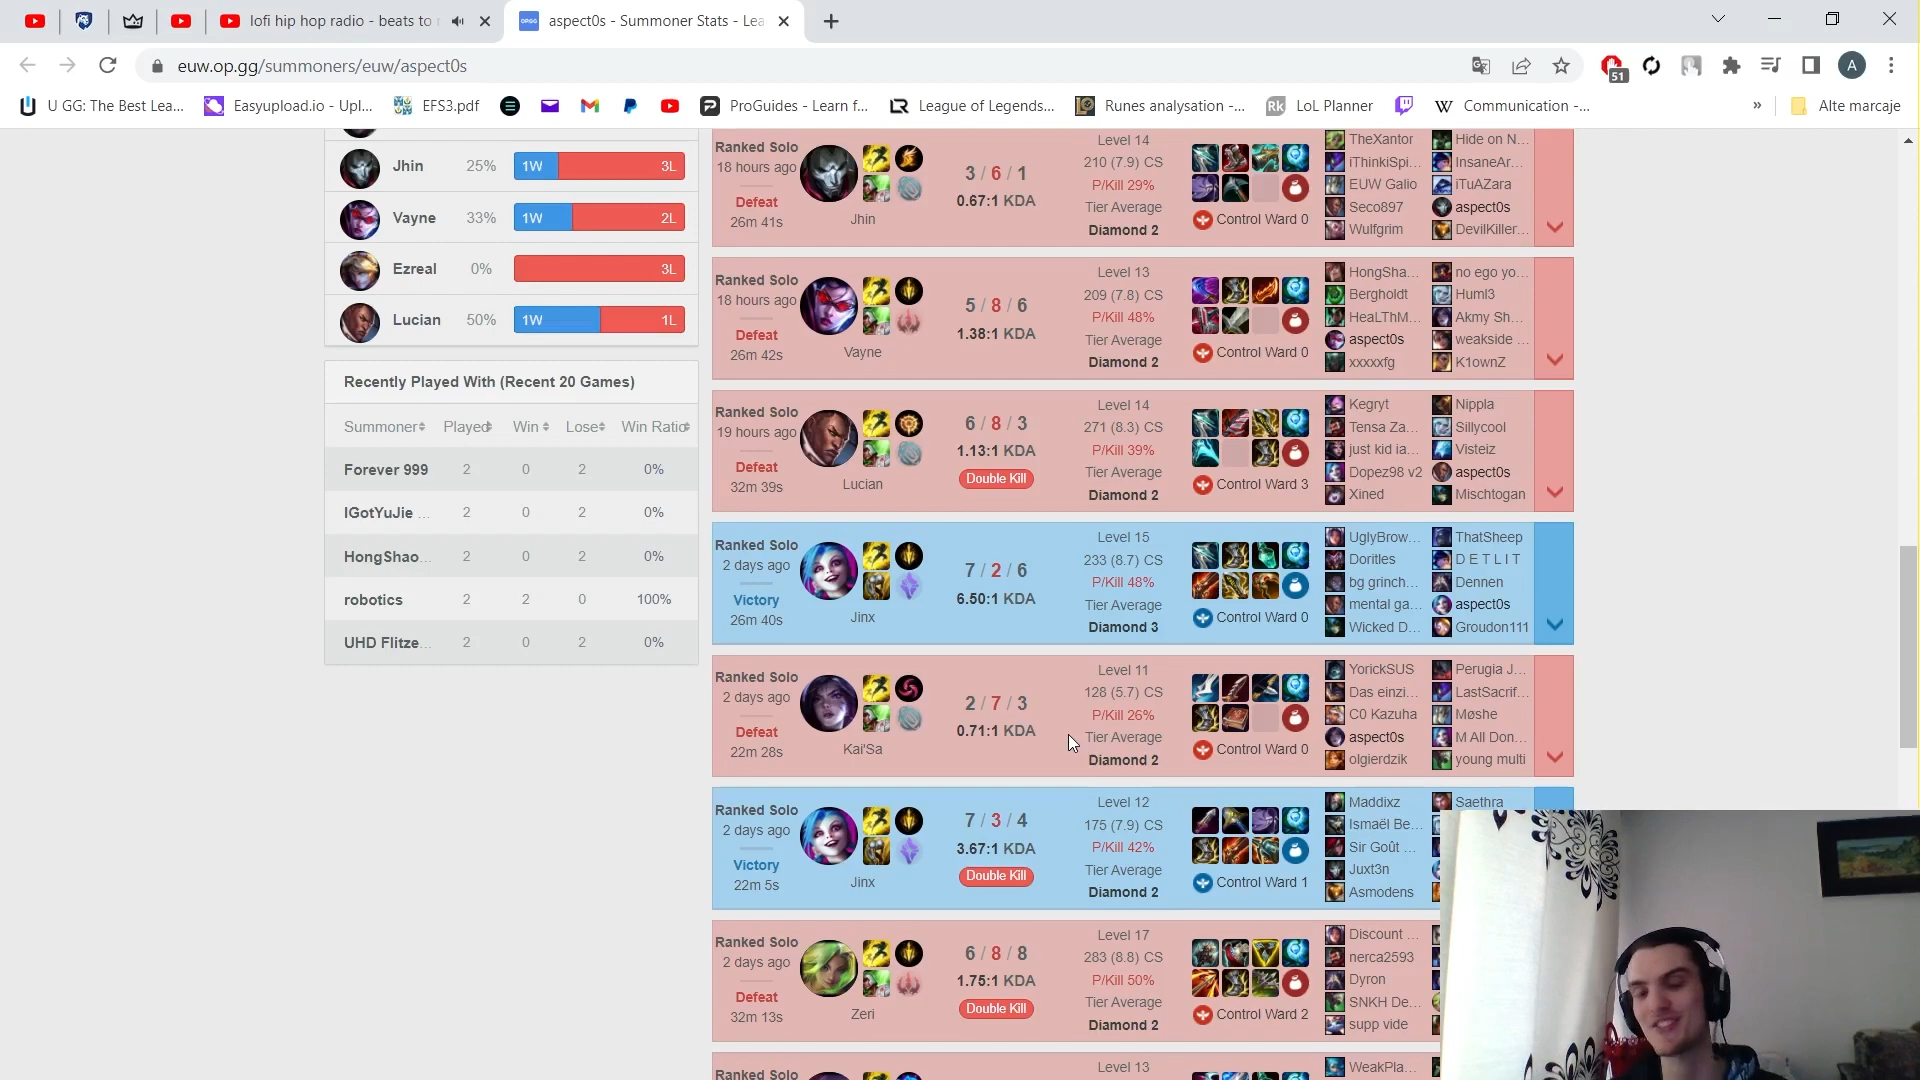 lofi hip hop radio - beats to r
aspect0s - Summoner Stats - Lea
euw.op.gg/summoners/euw/aspect0s
51
A
U GG: The Best Lea...
Easyupload.io - Upl...
EFS3.pdf
ProGuides - Learn f...
League of Legends...
Runes analysation -...
Rk
LoL Planner
W
Communication -...
»
Alte marcaje
Jhin 25% 1W 3L
Vayne 33% 1W 2L
Ezreal 0% 3L
Lucian 50% 1W 1L
Recently Played With (Recent 20 Games)
Summoner Played Win Lose Win Ratio
Forever 999 2 0 2 0%
IGotYuJie ... 2 0 2 0%
HongShao... 2 0 2 0%
robotics 2 2 0 100%
UHD Flitze... 2 0 2 0%
Ranked Solo
18 hours ago
Defeat
26m 41s
Jhin
3 / 6 / 1
0.67:1 KDA
Level 14
210 (7.9) CS
P/Kill 29%
Tier Average
Diamond 2
Control Ward 0
TheXantor Hide on N...
iThinkiSpi... InsaneAr...
EUW Galio iTuAZara
Seco897 aspect0s
Wulfgrim DevilKiller...
Ranked Solo
18 hours ago
Defeat
26m 42s
Vayne
5 / 8 / 6
1.38:1 KDA
Level 13
209 (7.8) CS
P/Kill 48%
Tier Average
Diamond 2
Control Ward 0
HongSha... no ego yo...
Bergholdt Huml3
HeaLThM... Akmy Sh...
aspect0s weakside ...
xxxxxfg K1ownZ
Ranked Solo
19 hours ago
Defeat
32m 39s
Lucian
6 / 8 / 3
1.13:1 KDA
Double Kill
Level 14
271 (8.3) CS
P/Kill 39%
Tier Average
Diamond 2
Control Ward 3
Kegryt Nippla
Tensa Za... Sillycool
just kid ia... Visteiz
Dopez98 v2 aspect0s
Xined Mischtogan
Ranked Solo
2 days ago
Victory
26m 40s
Jinx
7 / 2 / 6
6.50:1 KDA
Level 15
233 (8.7) CS
P/Kill 48%
Tier Average
Diamond 3
Control Ward 0
UglyBrow... ThatSheep
Doritles D E T L I T
bg grinch... Dennen
mental ga... aspect0s
Wicked D... Groudon111
Ranked Solo
2 days ago
Defeat
22m 28s
Kai'Sa
2 / 7 / 3
0.71:1 KDA
Level 11
128 (5.7) CS
P/Kill 26%
Tier Average
Diamond 2
Control Ward 0
YorickSUS Perugia J...
Das einzi... LastSacrif...
C0 Kazuha Møshe
aspect0s M All Don...
olgierdzik young multi
Ranked Solo
2 days ago
Victory
22m 5s
Jinx
7 / 3 / 4
3.67:1 KDA
Double Kill
Level 12
175 (7.9) CS
P/Kill 42%
Tier Average
Diamond 2
Control Ward 1
Maddixz Saethra
Ismaël Be...
Sir Goût ...
Juxt3n
Asmodens
Ranked Solo
2 days ago
Defeat
32m 13s
Zeri
6 / 8 / 8
1.75:1 KDA
Double Kill
Level 17
283 (8.8) CS
P/Kill 50%
Tier Average
Diamond 2
Control Ward 2
Discount ...
nerca2593
Dyron
SNKH De...
supp vide
Ranked Solo
Level 13
WeakPla...